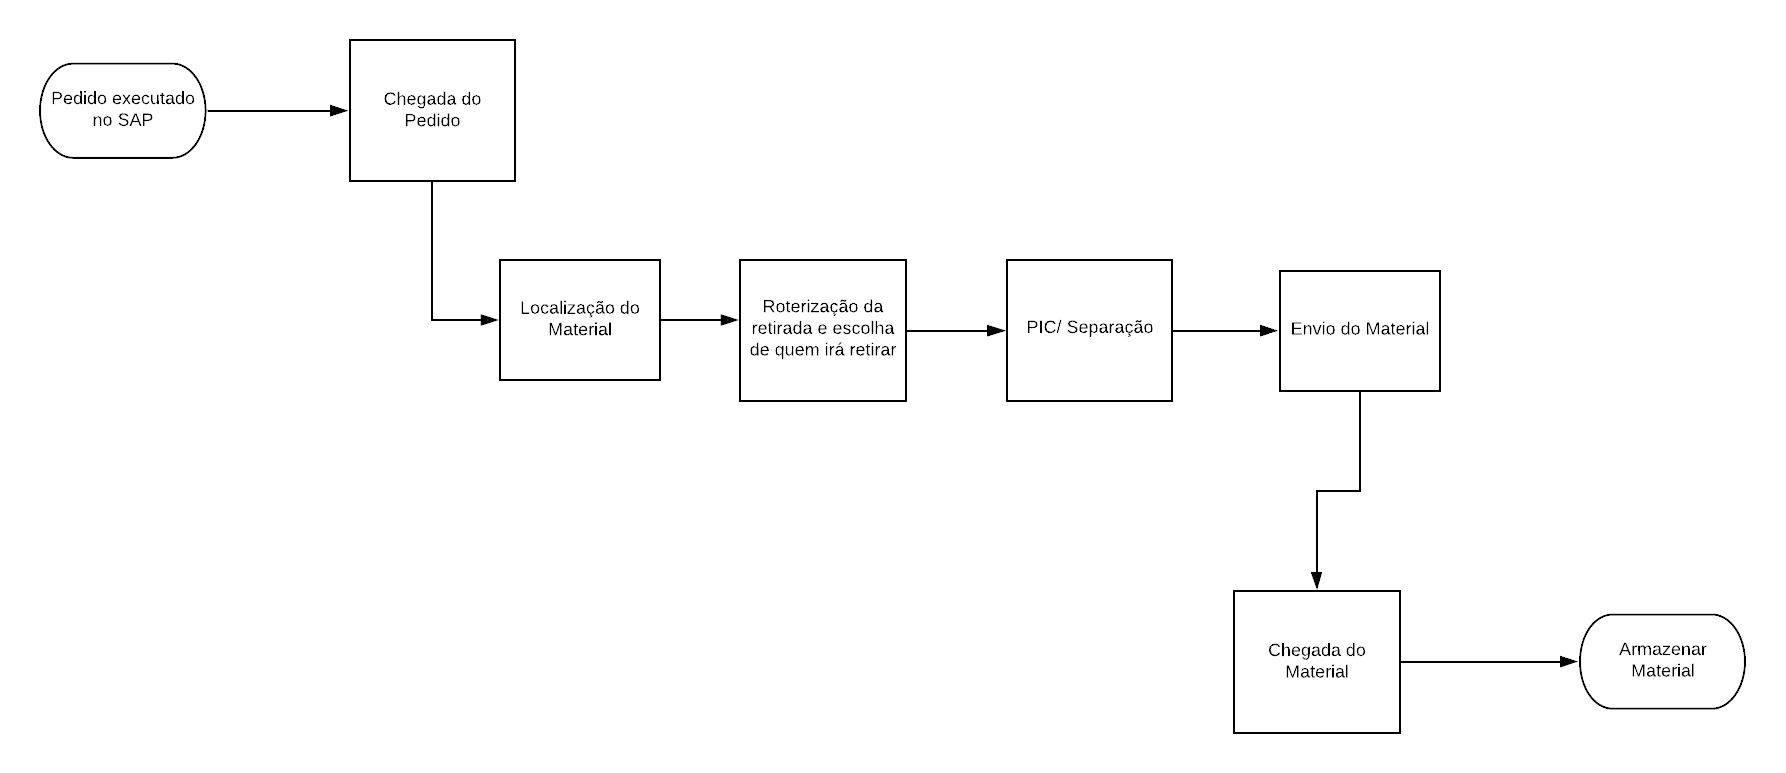 Pedido executado
no SAP
Chegada do
Pedido
Localização do
Material
Roterização da
retirada e escolha
de quem irá retirar
PIC/ Separação
Envio do Material
Chegada do
Material
Armazenar
Material